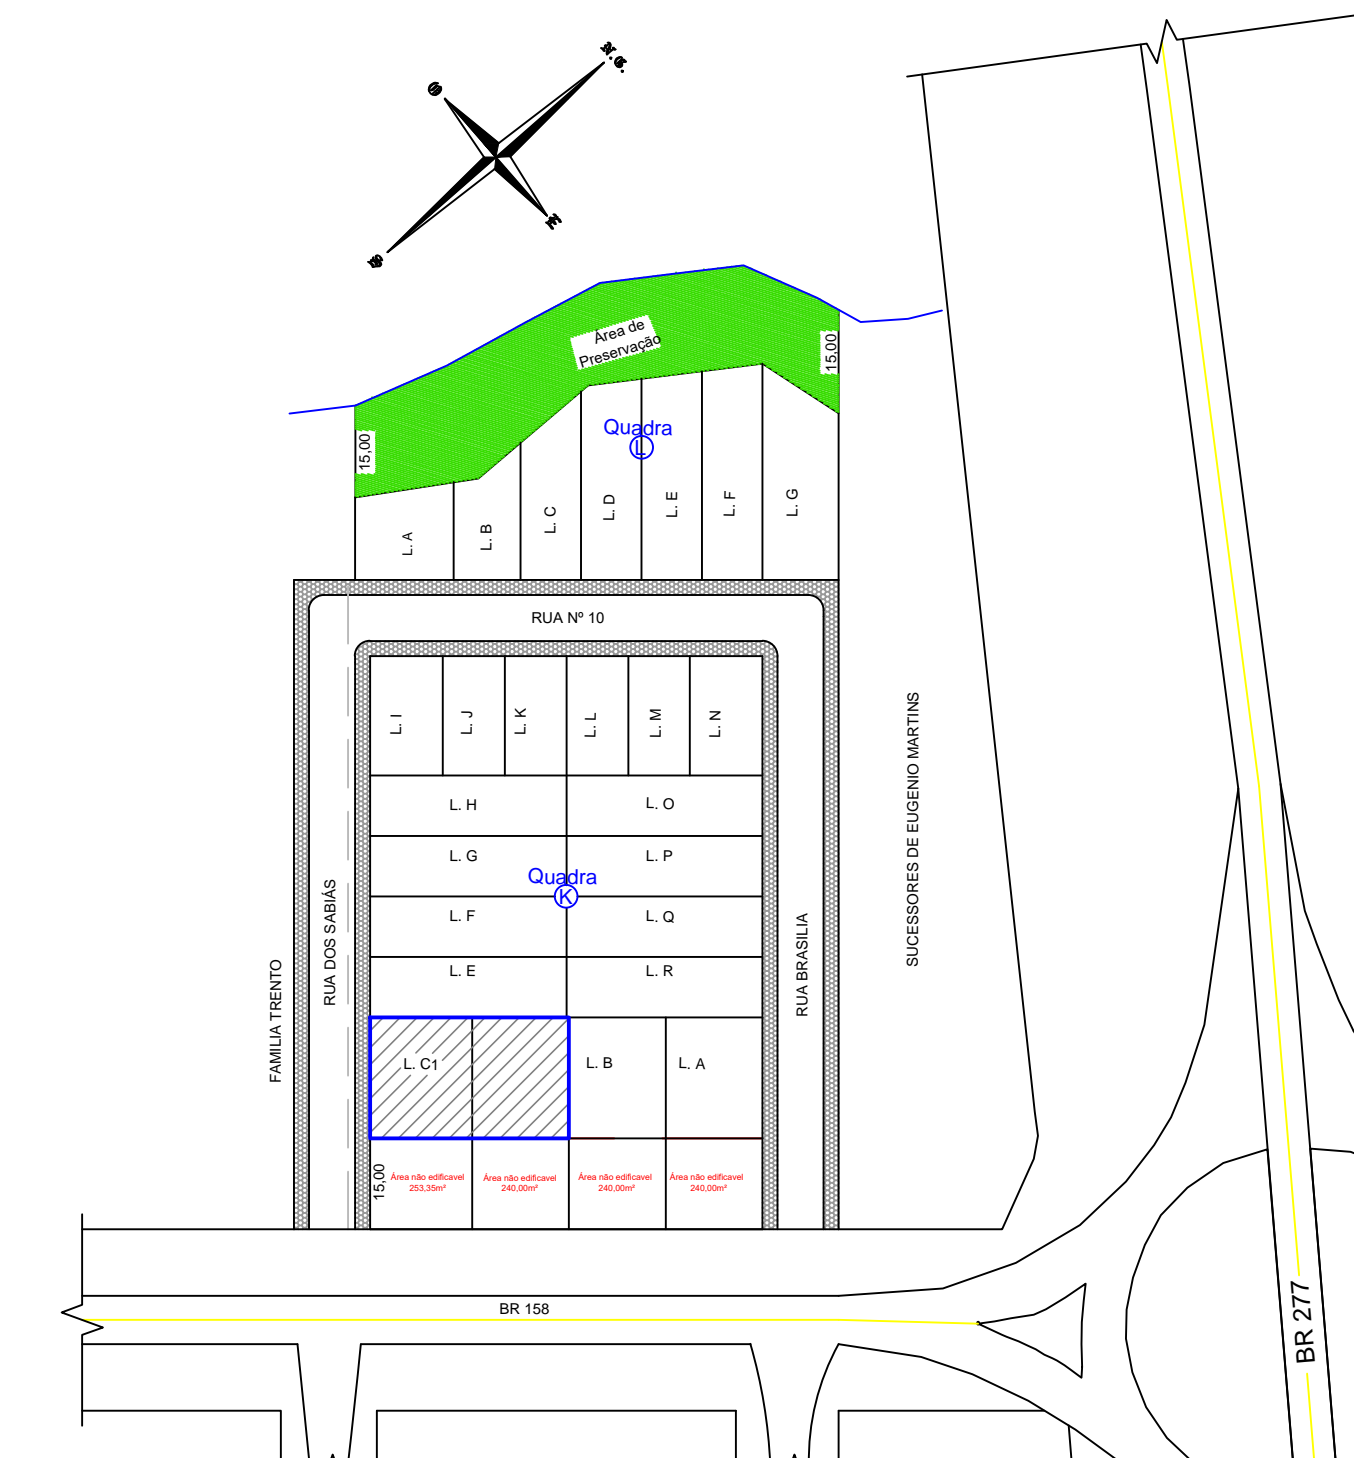 N. G.
O
E
S
Área de
Preservação
15,00
15,00
Quadra
L
L. A
L. B
L. C
L. D
L. E
L. F
L. G
RUA Nº 10
L. I
L. J
L. K
L. L
L. M
L. N
L. H
L. O
L. G
L. P
Quadra
K
L. F
L. Q
L. E
L. R
L. C1
L. B
L. A
FAMILIA TRENTO
RUA DOS SABIÁS
RUA BRASILIA
SUCESSORES DE EUGENIO MARTINS
15,00
Área não edificavel
253,35m²
Área não edificavel
240,00m²
Área não edificavel
240,00m²
Área não edificavel
240,00m²
BR 158
BR 277